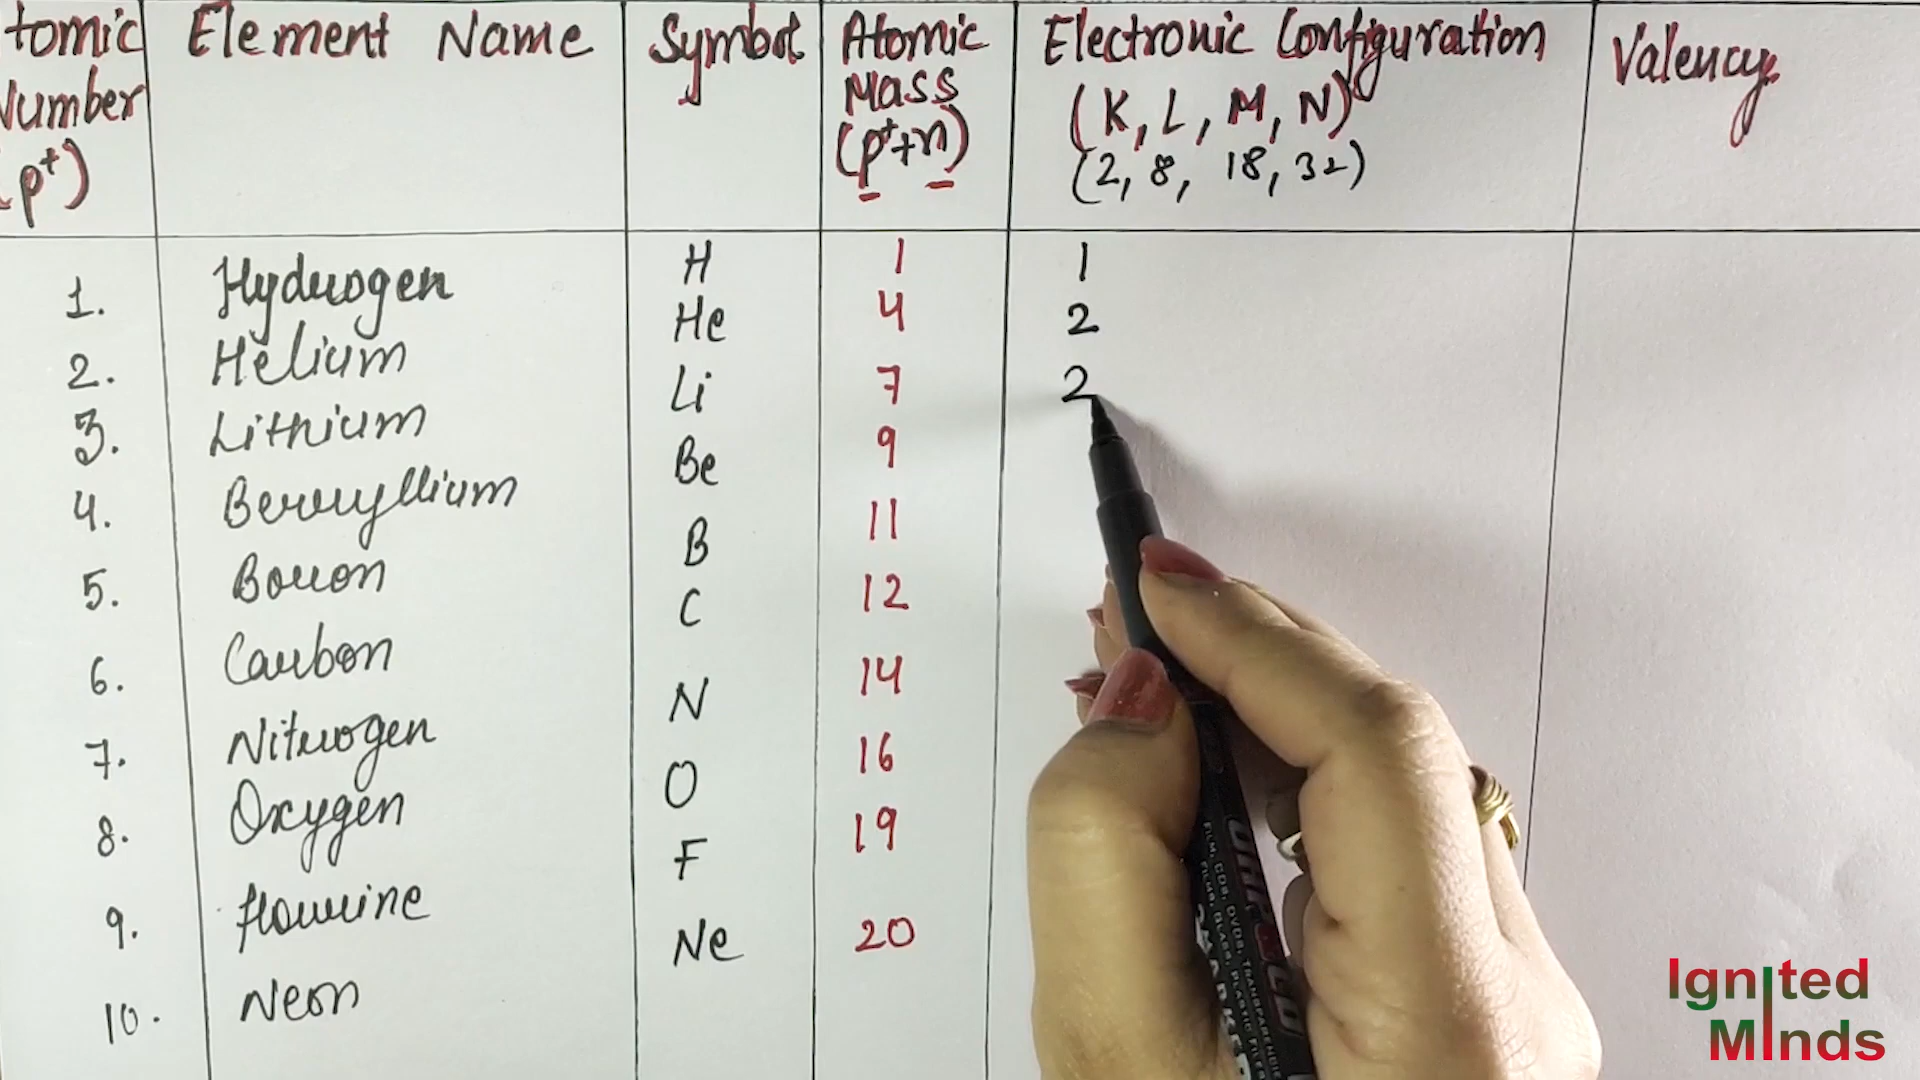 tomic Element Name Symbol Atomic Electronic Configuration Valency
Number Mass (K, L, M, N)
(p+) (p+n) (2, 8, 18, 32)
1. Hydrogen H 1 1
2. Helium He 4 2
3. Lithium Li 7 2
4. Berryllium Be 9
5. Boron B 11
6. Carbon C 12
7. Nitrogen N 14
8. Oxygen O 16
9. flourine F 19
10. Neon Ne 20
Ignited
Minds